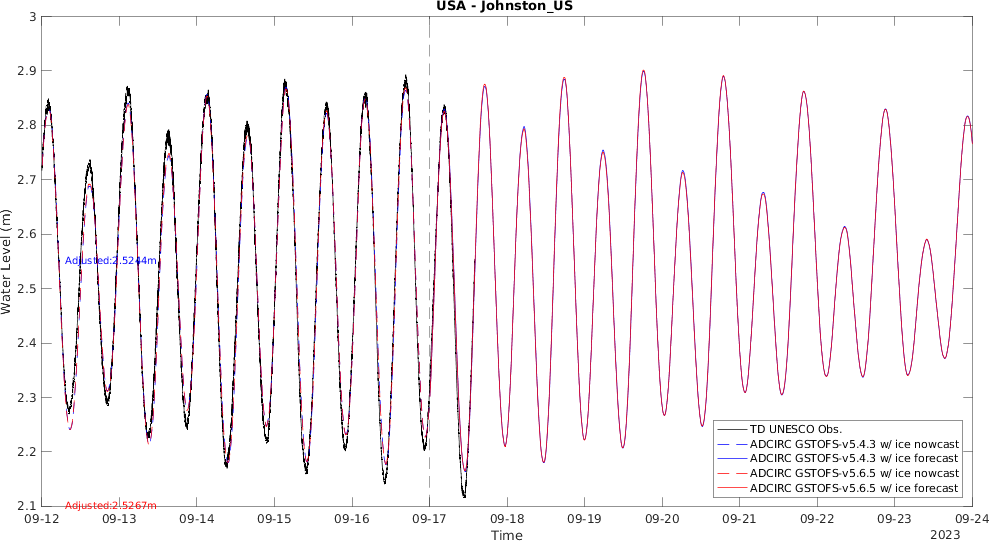 USA - Johnston_US
3
2.9
2.8
2.7
2.6
2.5
2.4
2.3
2.2
2.1
Water Level (m)
Adjusted:2.5244m
Adjusted:2.5267m
TD UNESCO Obs.
ADCIRC GSTOFS-v5.4.3 w/ ice nowcast
ADCIRC GSTOFS-v5.4.3 w/ ice forecast
ADCIRC GSTOFS-v5.6.5 w/ ice nowcast
ADCIRC GSTOFS-v5.6.5 w/ ice forecast
09-12 09-13 09-14 09-15 09-16 09-17 09-18 09-19 09-20 09-21 09-22 09-23 09-24
Time
2023